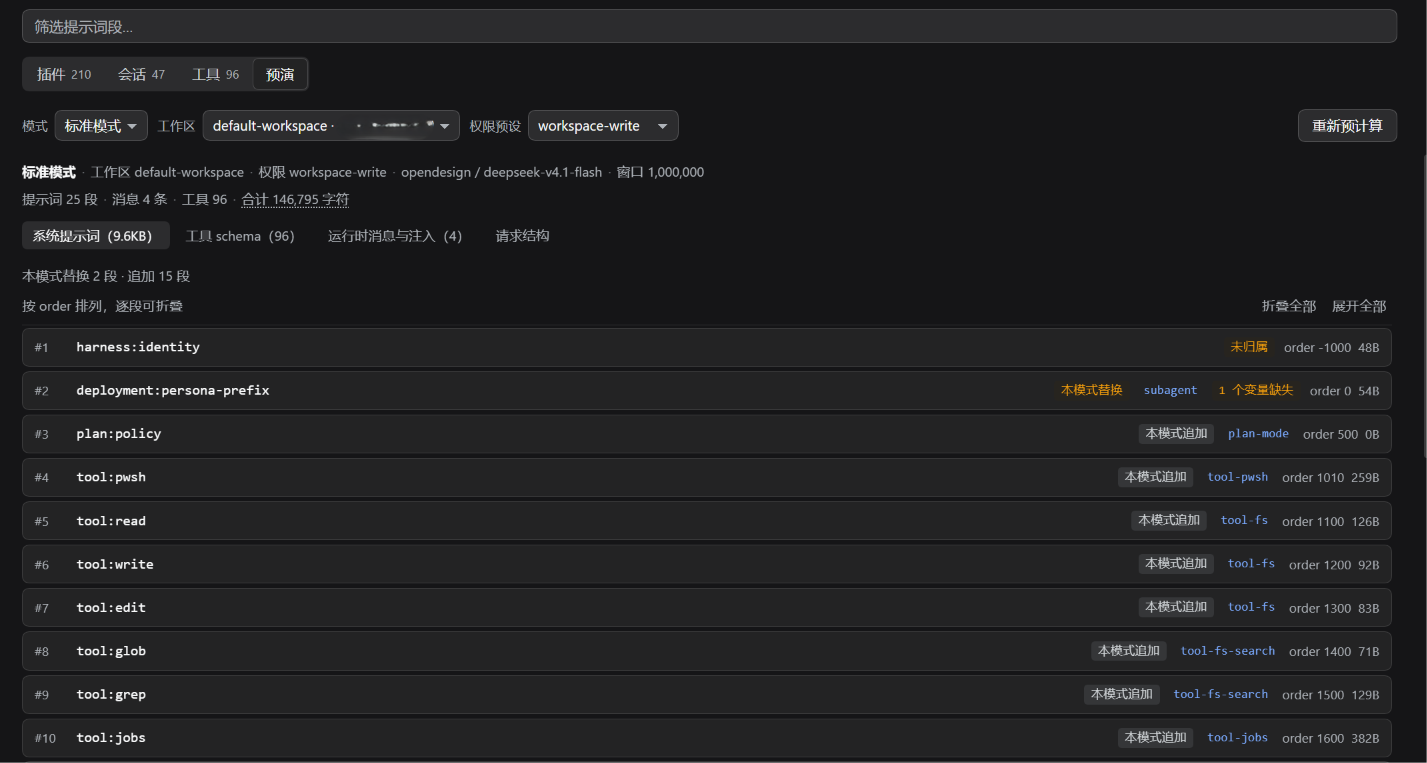 筛选提示词段...
插件 210 会话 47 工具 96 预演
模式 标准模式 工作区 default-workspace · 权限预设 workspace-write 重新预计算
标准模式 · 工作区 default-workspace · 权限 workspace-write · opendesign / deepseek-v4.1-flash · 窗口 1,000,000
提示词 25 段 · 消息 4 条 · 工具 96 · 合计 146,795 字符
系统提示词（9.6KB） 工具 schema（96） 运行时消息与注入（4） 请求结构
本模式替换 2 段 · 追加 15 段
按 order 排列，逐段可折叠 折叠全部 展开全部
#1 harness:identity 未归属 order -1000 48B
#2 deployment:persona-prefix 本模式替换 subagent 1 个变量缺失 order 0 54B
#3 plan:policy 本模式追加 plan-mode order 500 0B
#4 tool:pwsh 本模式追加 tool-pwsh order 1010 259B
#5 tool:read 本模式追加 tool-fs order 1100 126B
#6 tool:write 本模式追加 tool-fs order 1200 92B
#7 tool:edit 本模式追加 tool-fs order 1300 83B
#8 tool:glob 本模式追加 tool-fs-search order 1400 71B
#9 tool:grep 本模式追加 tool-fs-search order 1500 129B
#10 tool:jobs 本模式追加 tool-jobs order 1600 382B